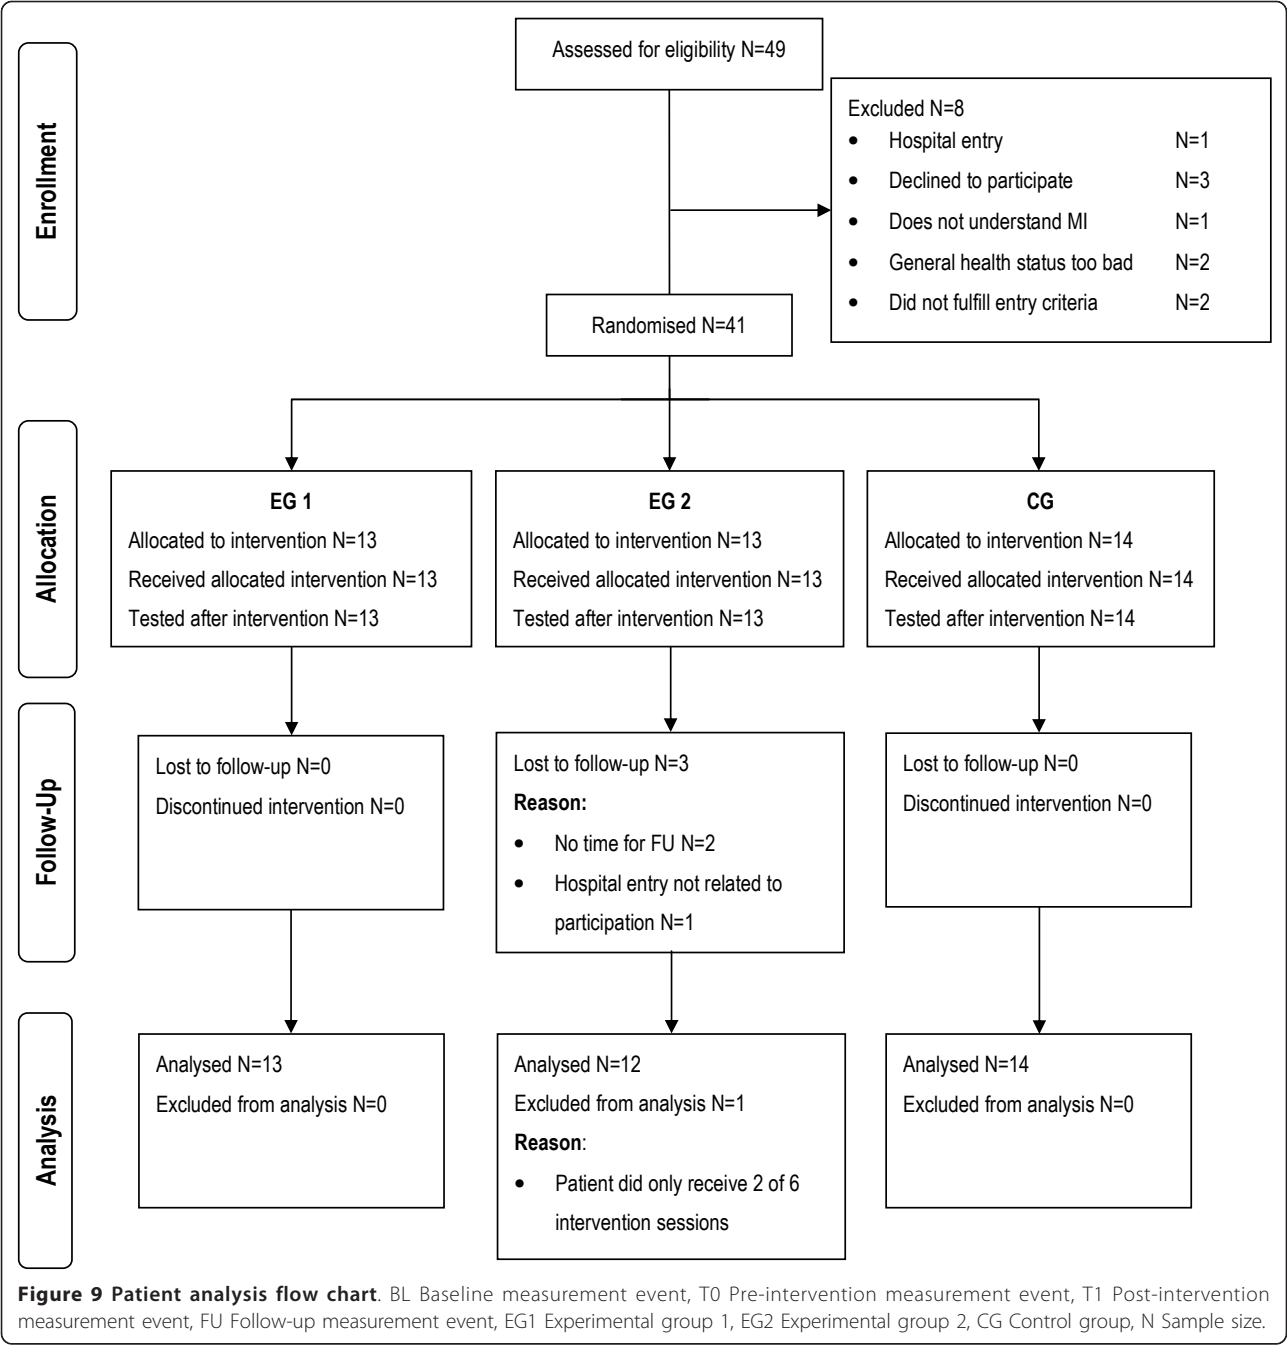 Enrollment
Assessed for eligibility N=49
Excluded N=8
• Hospital entry N=1
• Declined to participate N=3
• Does not understand MI N=1
• General health status too bad N=2
• Did not fulfill entry criteria N=2
Randomised N=41
Allocation
EG 1
Allocated to intervention N=13
Received allocated intervention N=13
Tested after intervention N=13
EG 2
Allocated to intervention N=13
Received allocated intervention N=13
Tested after intervention N=13
CG
Allocated to intervention N=14
Received allocated intervention N=14
Tested after intervention N=14
Follow-Up
Lost to follow-up N=0
Discontinued intervention N=0
Lost to follow-up N=3
Reason:
• No time for FU N=2
• Hospital entry not related to
participation N=1
Lost to follow-up N=0
Discontinued intervention N=0
Analysis
Analysed N=13
Excluded from analysis N=0
Analysed N=12
Excluded from analysis N=1
Reason:
• Patient did only receive 2 of 6
intervention sessions
Analysed N=14
Excluded from analysis N=0
Figure 9 Patient analysis flow chart. BL Baseline measurement event, T0 Pre-intervention measurement event, T1 Post-intervention
measurement event, FU Follow-up measurement event, EG1 Experimental group 1, EG2 Experimental group 2, CG Control group, N Sample size.